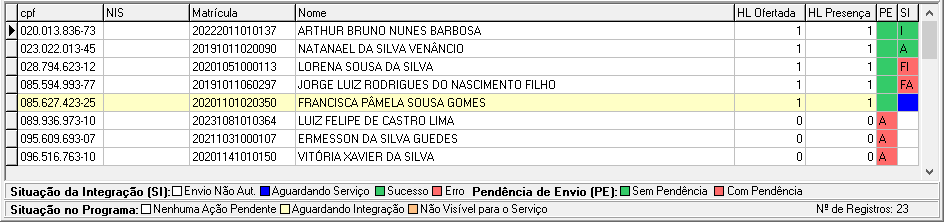 cpf NIS Matrícula Nome HL Ofertada HL Presença PE SI
020.013.836-73 20222011010137 ARTHUR BRUNO NUNES BARBOSA 1 1 I
023.022.013-45 20191011020090 NATANAEL DA SILVA VENÂNCIO 1 1 A
028.794.623-12 20201051000113 LORENA SOUSA DA SILVA 1 1 FI
085.594.993-77 20191011060297 JORGE LUIZ RODRIGUES DO NASCIMENTO FILHO 1 1 FA
085.627.423-25 20201101020350 FRANCISCA PÂMELA SOUSA GOMES 1 1
089.936.973-10 20231081010364 LUIZ FELIPE DE CASTRO LIMA 0 0 A
095.609.693-07 20211031000107 ERMESSON DA SILVA GUEDES 0 0 A
096.516.763-10 20201141010150 VITÓRIA XAVIER DA SILVA 0 0 A
Situação da Integração (SI): Envio Não Aut. Aguardando Serviço Sucesso Erro Pendência de Envio (PE): Sem Pendência Com Pendência
Situação no Programa: Nenhuma Ação Pendente Aguardando Integração Não Visível para o Serviço Nº de Registros: 23